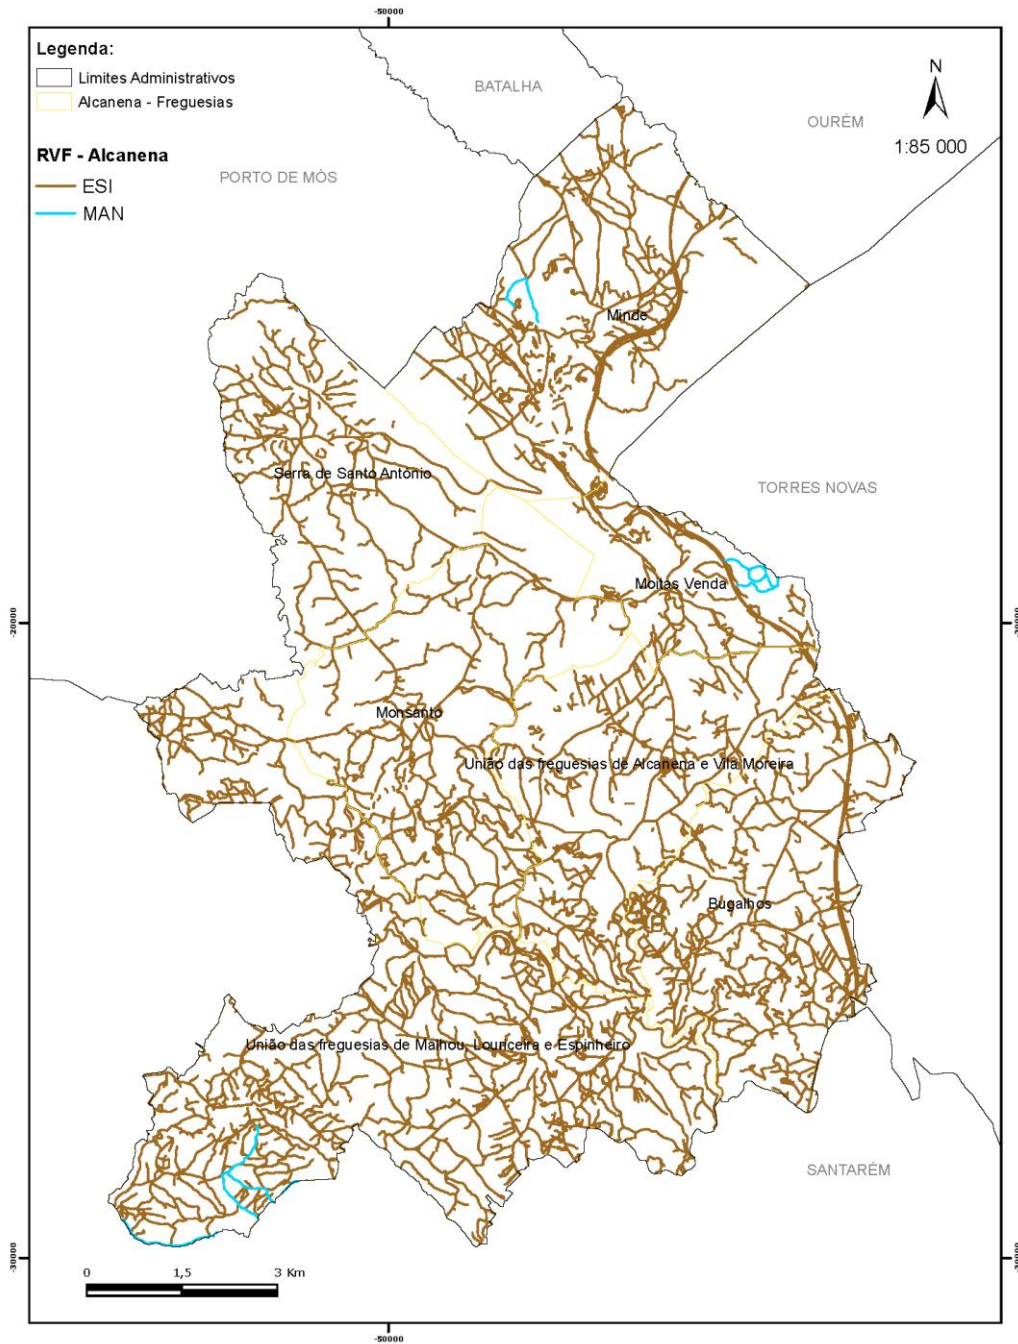 -50000
Legenda:
Limites Administrativos
Alcanena - Freguesias
RVF - Alcanena
ESI
MAN
BATALHA
N
OURÉM
1:85 000
PORTO DE MÓS
Minde
Serra de Santo António
TORRES NOVAS
Moitas Venda
-20000
-20000
Monsanto
União das freguesias de Alcanena e Vila Moreira
Bugalhos
União das freguesias de Malhou, Louriceira e Espinheiro
SANTARÉM
-30000
-30000
0 1,5 3 Km
-50000